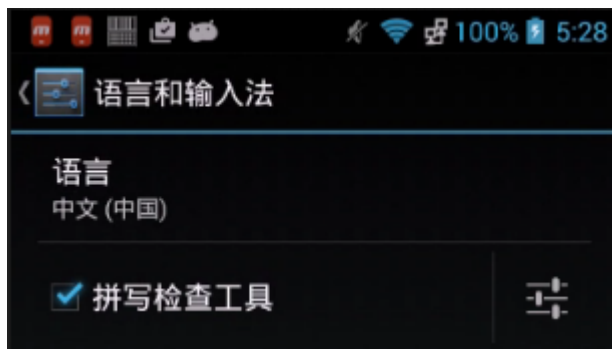 100% 5:28
语言和输入法
语言
中文 (中国)
拼写检查工具